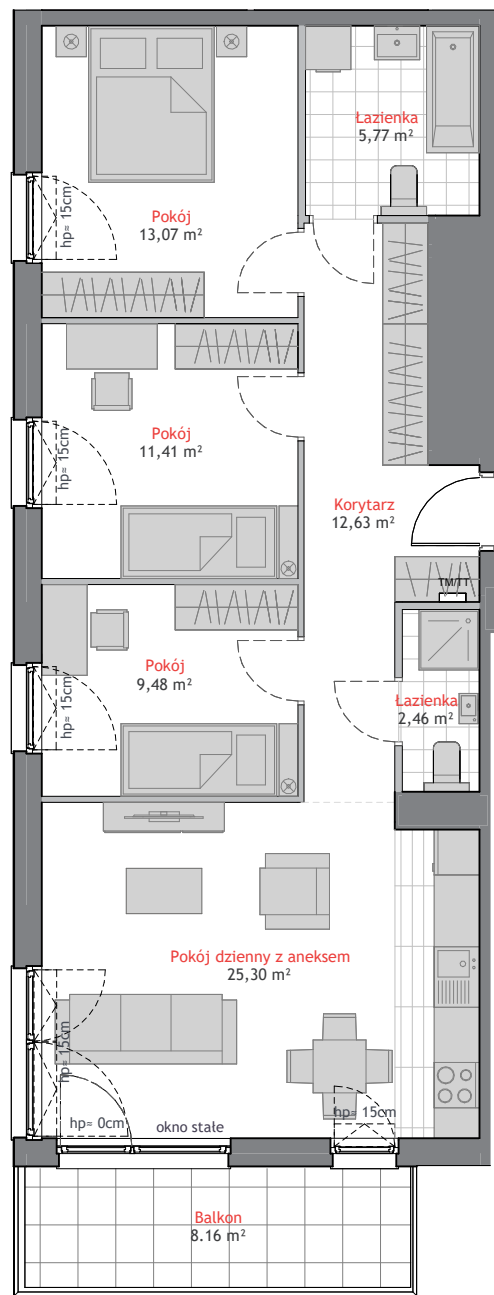 Łazienka
5,77 m²
hp= 15cm
Pokój
13,07 m²
hp= 15cm
Pokój
11,41 m²
Korytarz
12,63 m²
TM/TT
hp= 15cm
Pokój
9,48 m²
Łazienka
2,46 m²
Pokój dzienny z aneksem
25,30 m²
hp= 15cm
hp= 0cm
okno stałe
hp= 15cm
Balkon
8.16 m²